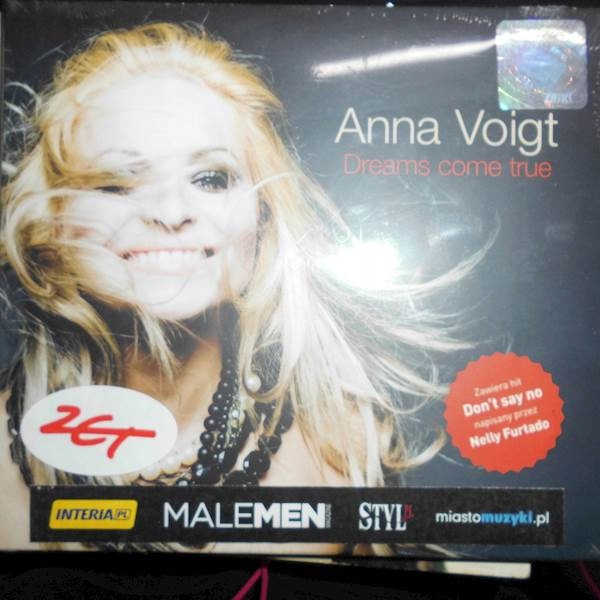 ZAIKS
Anna Voigt
Dreams come true
Zawiera hit
Don't say no
napisany przez
Nelly Furtado
ZET
INTERIA.PL
MALEMEN
STYL.PL
miastomuzyki.pl